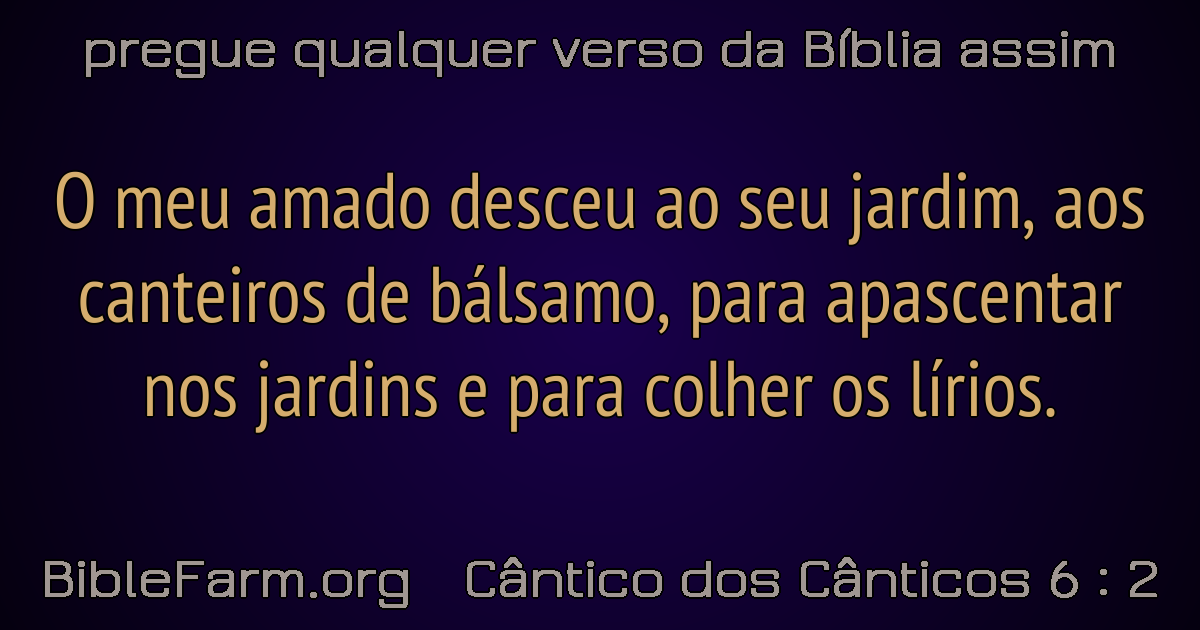 pregue qualquer verso da Bíblia assim
O meu amado desceu ao seu jardim, aos
canteiros de bálsamo, para apascentar
nos jardins e para colher os lírios.
BibleFarm.org Cântico dos Cânticos 6 : 2